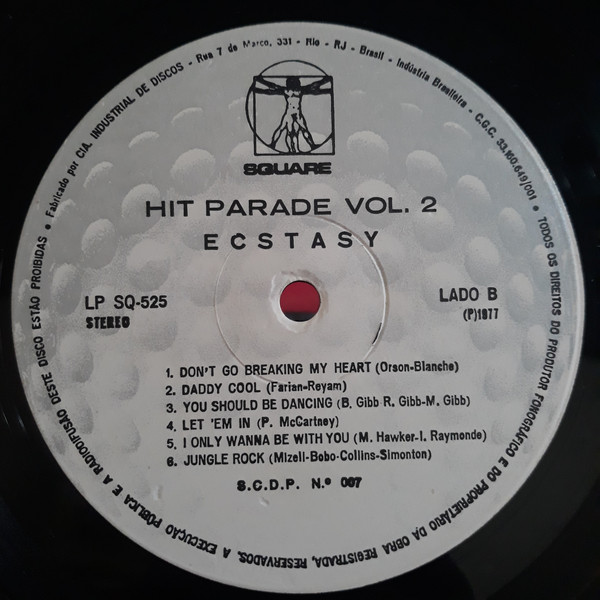 ● Fabricado por CIA. INDUSTRIAL DE DISCOS - Rua 7 de Março, 331 - Rio - RJ - Brasil - Indústria Brasileira - C.G.C. 33.160.649/001 ● TODOS OS DIREITOS DO PRODUTOR FONOGRÁFICO E DO PROPRIETÁRIO DA OBRA REGISTRADA, RESERVADOS. A EXECUÇÃO PÚBLICA E A RADIODIFUSÃO DESTE DISCO ESTÃO PROIBIDAS
SQUARE
HIT PARADE VOL. 2
ECSTASY
LP SQ-525
STEREO
LADO B
(P)1977
1. DON'T GO BREAKING MY HEART (Orson-Blanche)
2. DADDY COOL (Farian-Reyam)
3. YOU SHOULD BE DANCING (B. Gibb R. Gibb-M. Gibb)
4. LET 'EM IN (P. McCartney)
5. I ONLY WANNA BE WITH YOU (M. Hawker-I. Raymonde)
6. JUNGLE ROCK (Mizell-Bobo-Collins-Simonton)
S.C.D.P. N.º 067